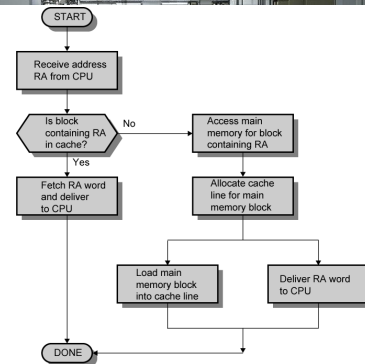 START
Receive address
RA from CPU
Is block
containing RA
in cache?
No
Access main
memory for block
containing RA
Yes
Fetch RA word
and deliver
to CPU
Allocate cache
line for main
memory block
Load main
memory block
into cache line
Deliver RA word
to CPU
DONE